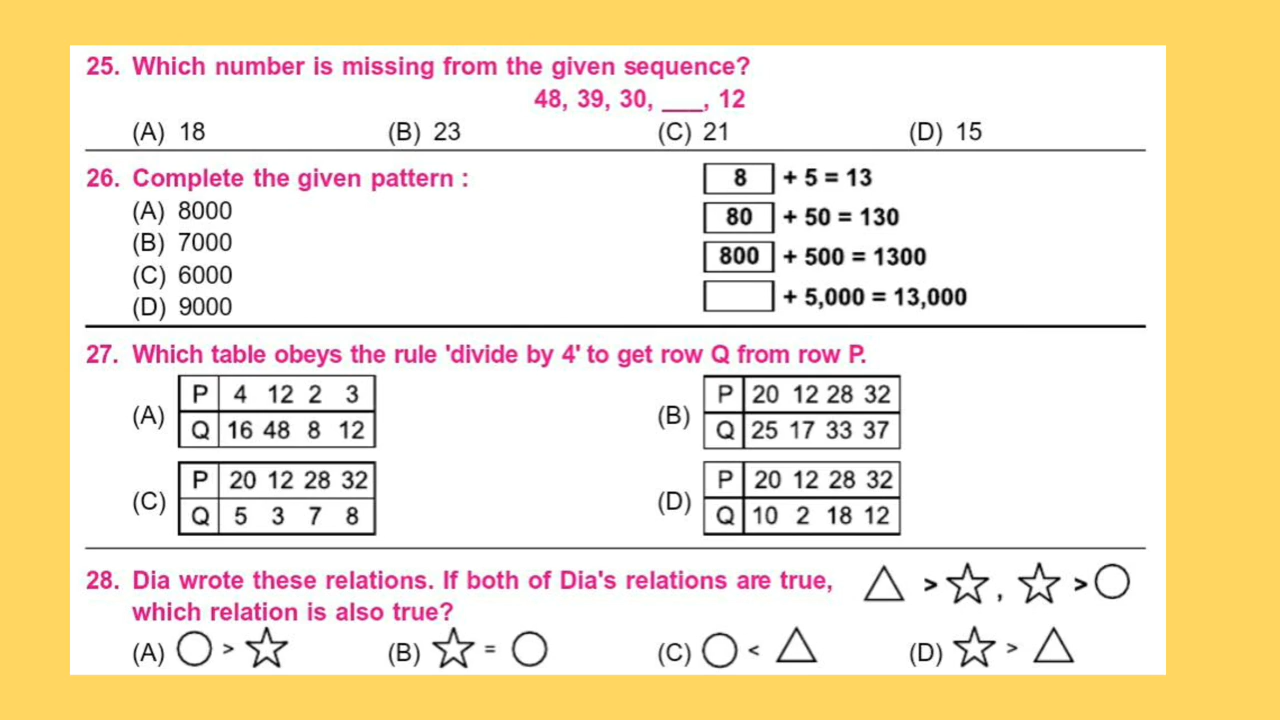 25. Which number is missing from the given sequence?
48, 39, 30, ___, 12
(A) 18 (B) 23 (C) 21 (D) 15
26. Complete the given pattern :
(A) 8000
(B) 7000
(C) 6000
(D) 9000
8 + 5 = 13
80 + 50 = 130
800 + 500 = 1300
+ 5,000 = 13,000
27. Which table obeys the rule 'divide by 4' to get row Q from row P.
(A)
P 4 12 2 3
Q 16 48 8 12
(B)
P 20 12 28 32
Q 25 17 33 37
(C)
P 20 12 28 32
Q 5 3 7 8
(D)
P 20 12 28 32
Q 10 2 18 12
28. Dia wrote these relations. If both of Dia's relations are true, △ > ☆, ☆ > ○
which relation is also true?
(A) ○ > ☆ (B) ☆ = ○ (C) ○ < △ (D) ☆ > △